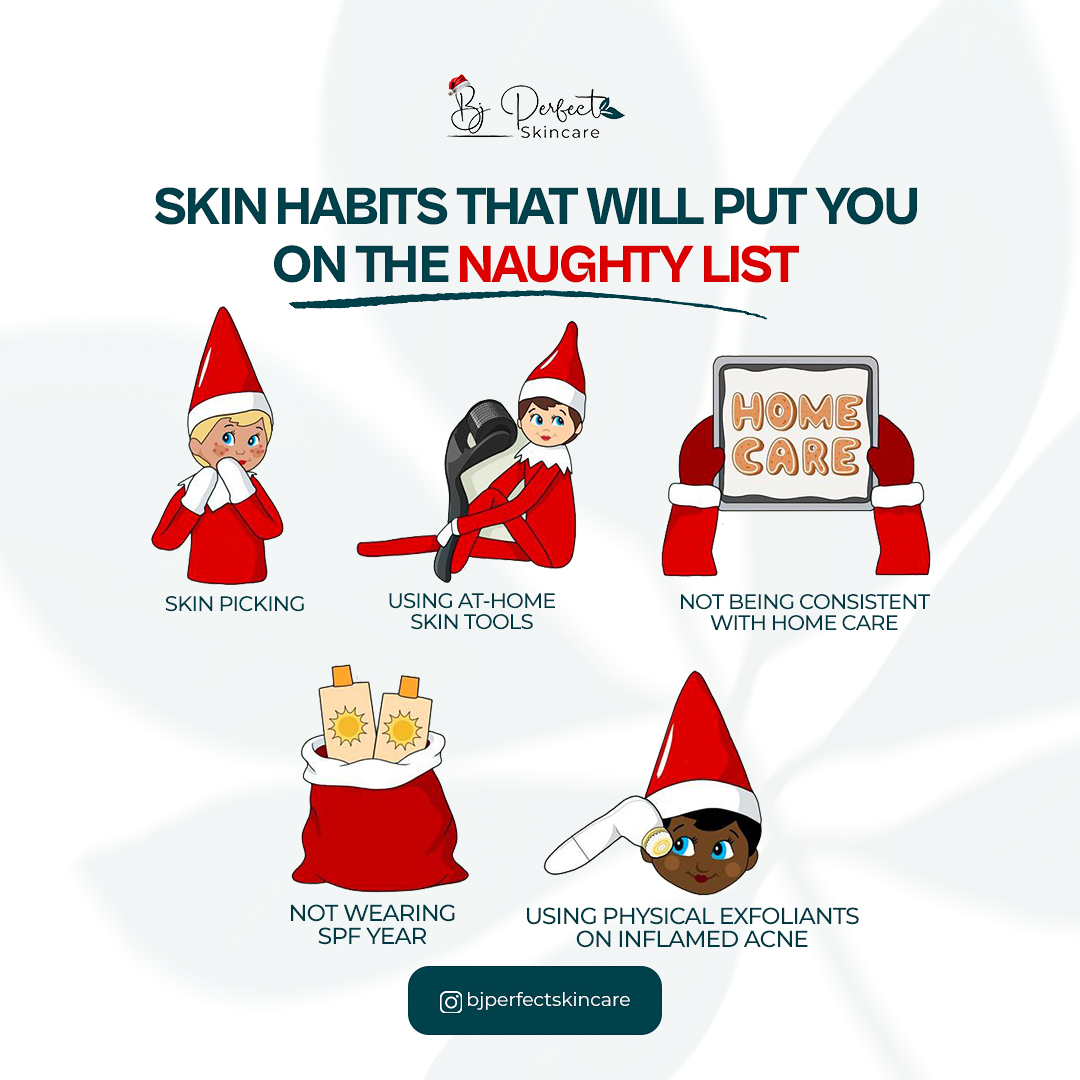 Bj Perfect
Skincare
SKIN HABITS THAT WILL PUT YOU
ON THE NAUGHTY LIST
HOME
CARE
SKIN PICKING
USING AT-HOME
SKIN TOOLS
NOT BEING CONSISTENT
WITH HOME CARE
NOT WEARING
SPF YEAR
USING PHYSICAL EXFOLIANTS
ON INFLAMED ACNE
bjperfectskincare